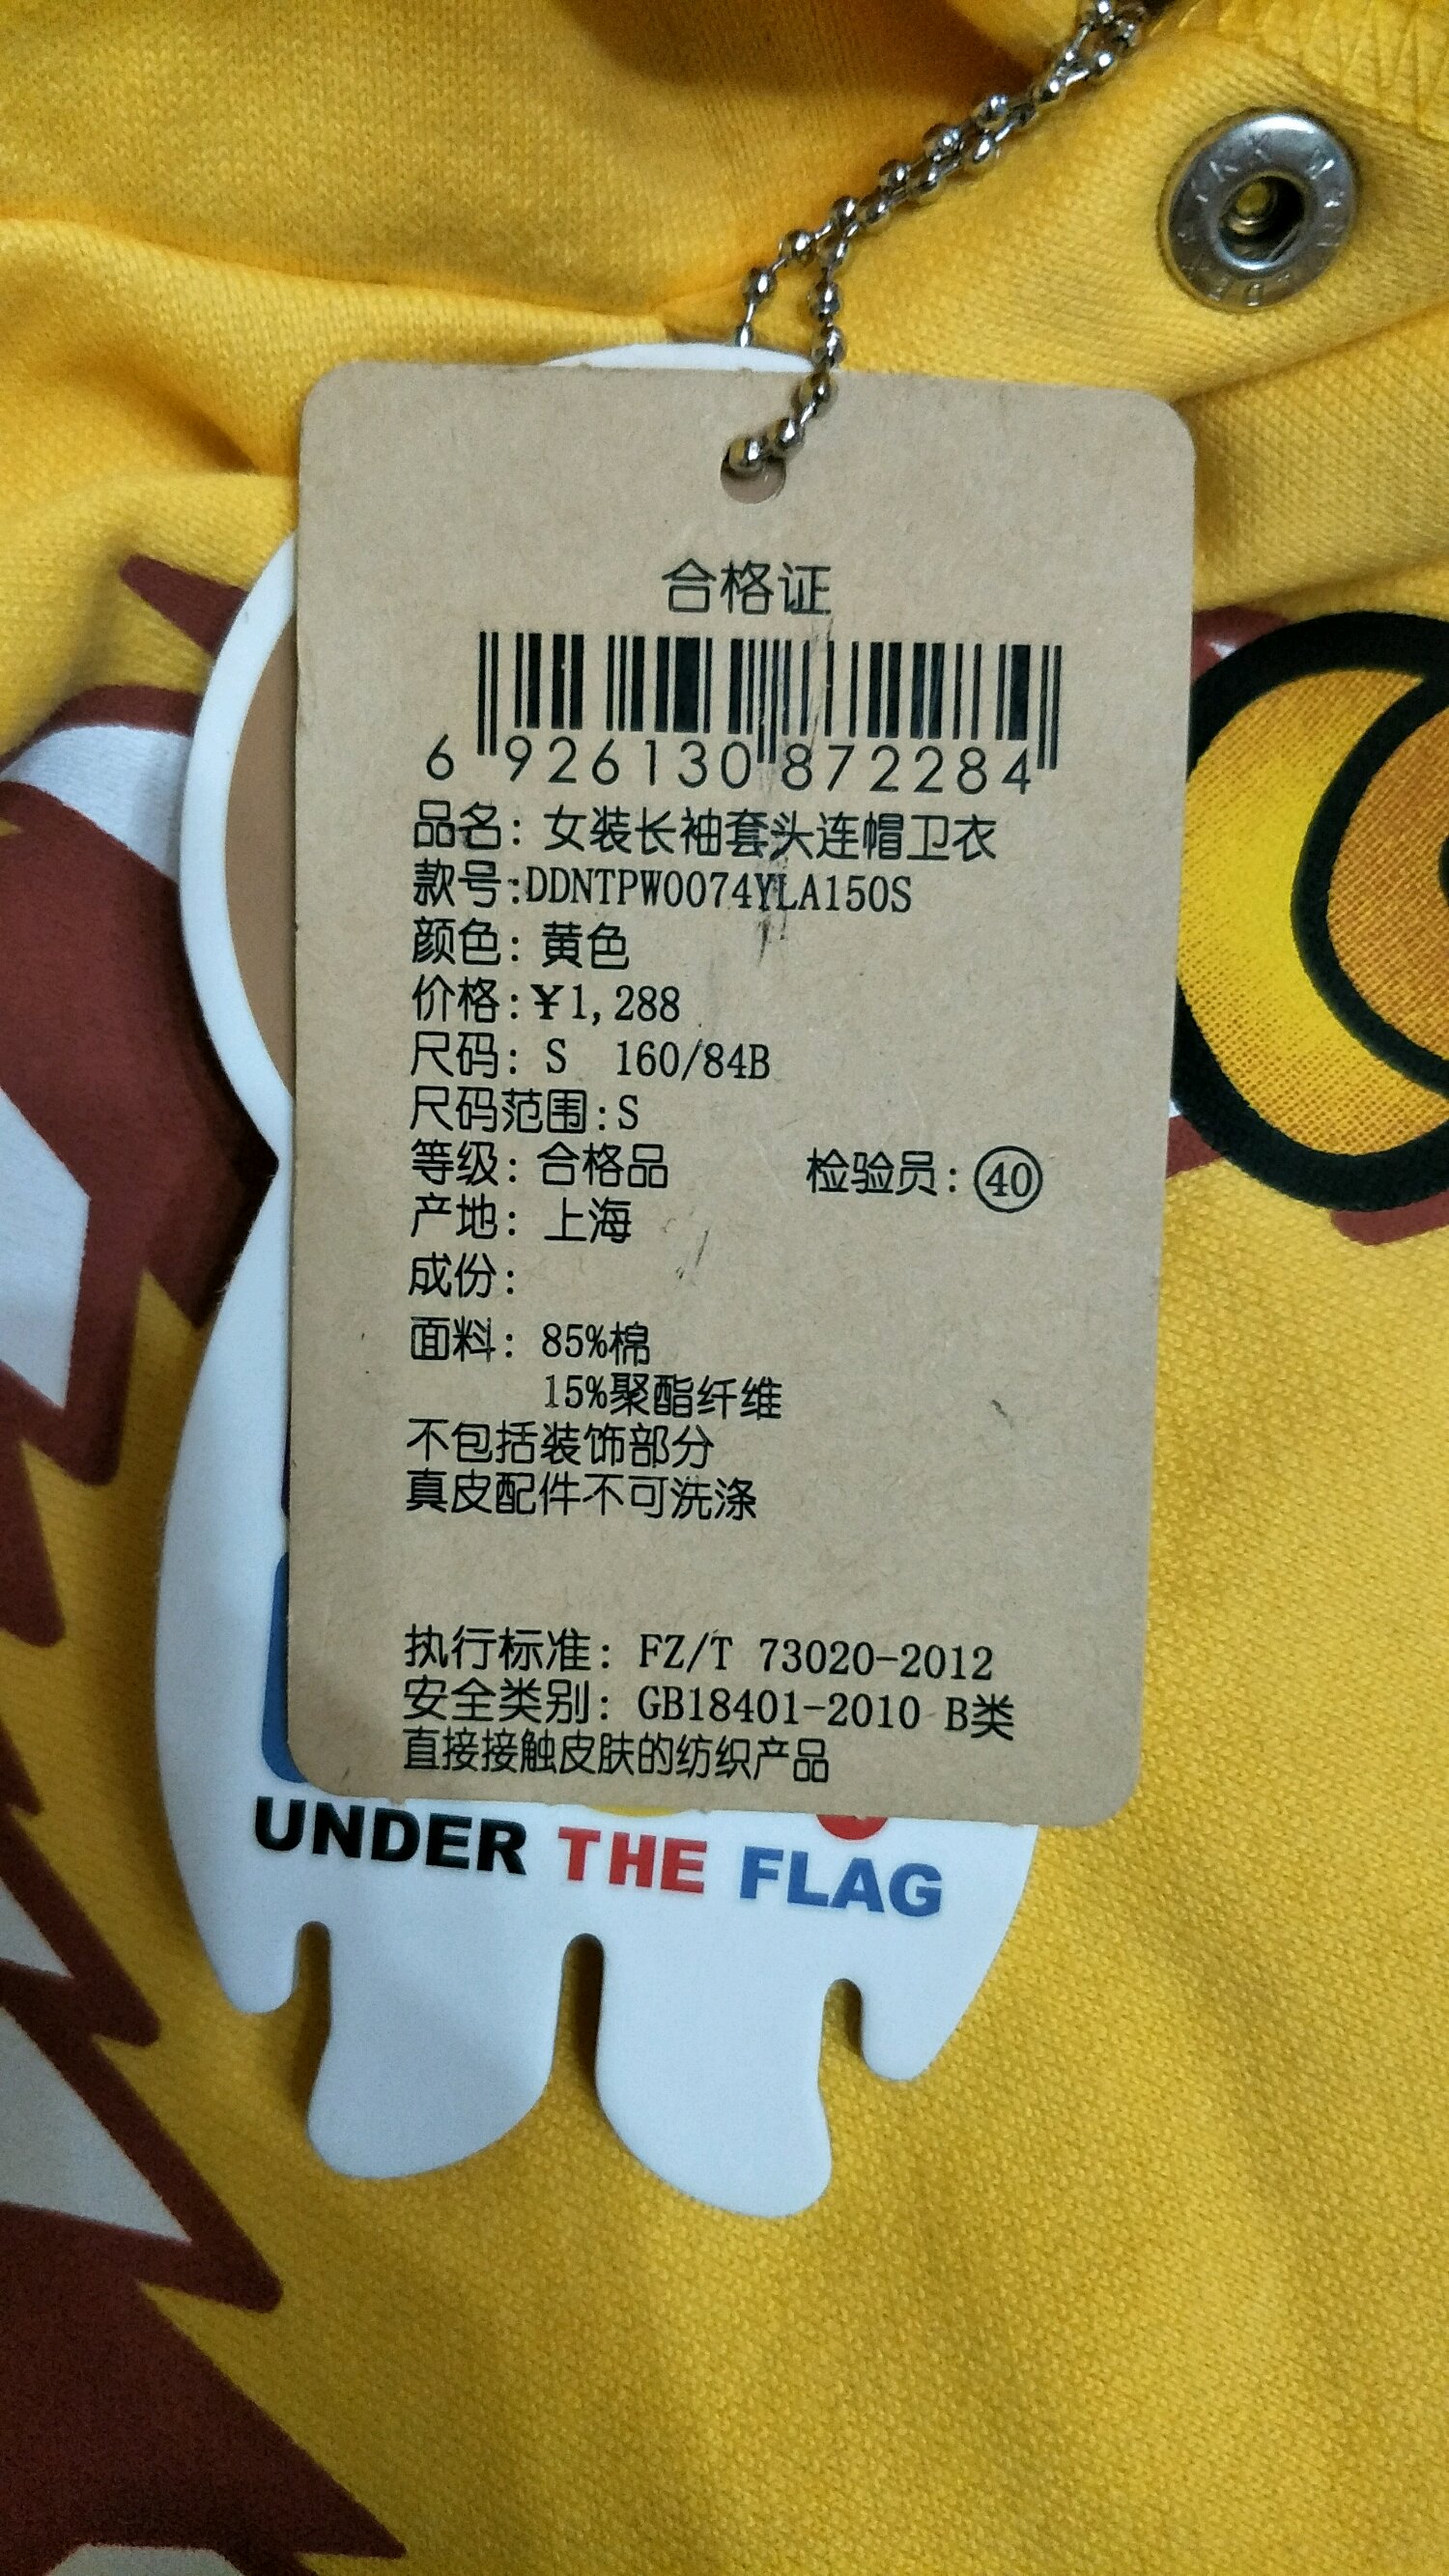 合格证
6 926130 872284
品名: 女装长袖套头连帽卫衣
款号:DDNTPW0074YLA150S
颜色: 黄色
价格:¥1,288
尺码: S 160/84B
尺码范围:S
等级: 合格品 检验员: 40
产地: 上海
成份:
面料: 85%棉
15%聚酯纤维
不包括装饰部分
真皮配件不可洗涤
执行标准: FZ/T 73020-2012
安全类别: GB18401-2010 B类
直接接触皮肤的纺织产品
UNDER THE FLAG